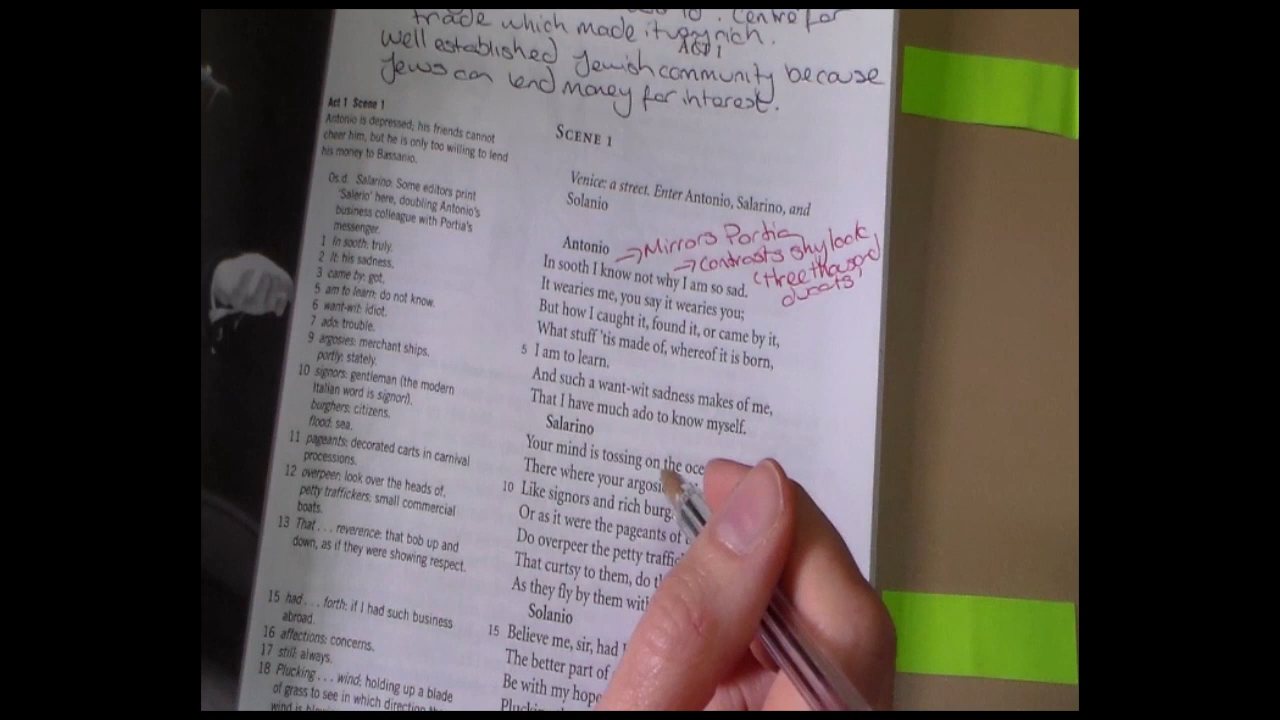 trade which made it very rich.
ACT 1
well established Jewish community because
Jews can lend money for interest.
Act 1 Scene 1
Antonio is depressed; his friends cannot
cheer him, but he is only too willing to lend
his money to Bassanio.
0s.d. Salarino: Some editors print
'Salerio' here, doubling Antonio's
business colleague with Portia's
messenger.
1 In sooth: truly.
2 It: his sadness.
3 came by: got.
5 am to learn: do not know.
6 want-wit: idiot.
7 ado: trouble.
9 argosies: merchant ships.
portly: stately.
10 signors: gentleman (the modern
Italian word is signori).
burghers: citizens.
flood: sea.
11 pageants: decorated carts in carnival
processions.
12 overpeer: look over the heads of.
petty traffickers: small commercial
boats.
13 That . . . reverence: that bob up and
down, as if they were showing respect.
15 had . . . forth: if I had such business
abroad.
16 affections: concerns.
17 still: always.
18 Plucking . . . wind: holding up a blade
of grass to see in which direction the
SCENE 1
Venice: a street. Enter Antonio, Salarino, and
Solanio
Antonio
→ Mirrors Portia
→ contrasts shylock
(three thousand
ducats)
In sooth I know not why I am so sad.
It wearies me, you say it wearies you;
But how I caught it, found it, or came by it,
What stuff 'tis made of, whereof it is born,
5 I am to learn.
And such a want-wit sadness makes of me,
That I have much ado to know myself.
Salarino
Your mind is tossing on the
There where your
10 Like signors and rich
Or as it were the pageants of
Do overpeer the petty
That curtsy to them, do
As they fly by them
Solanio
15 Believe me, sir, had
The better part of
Be with my